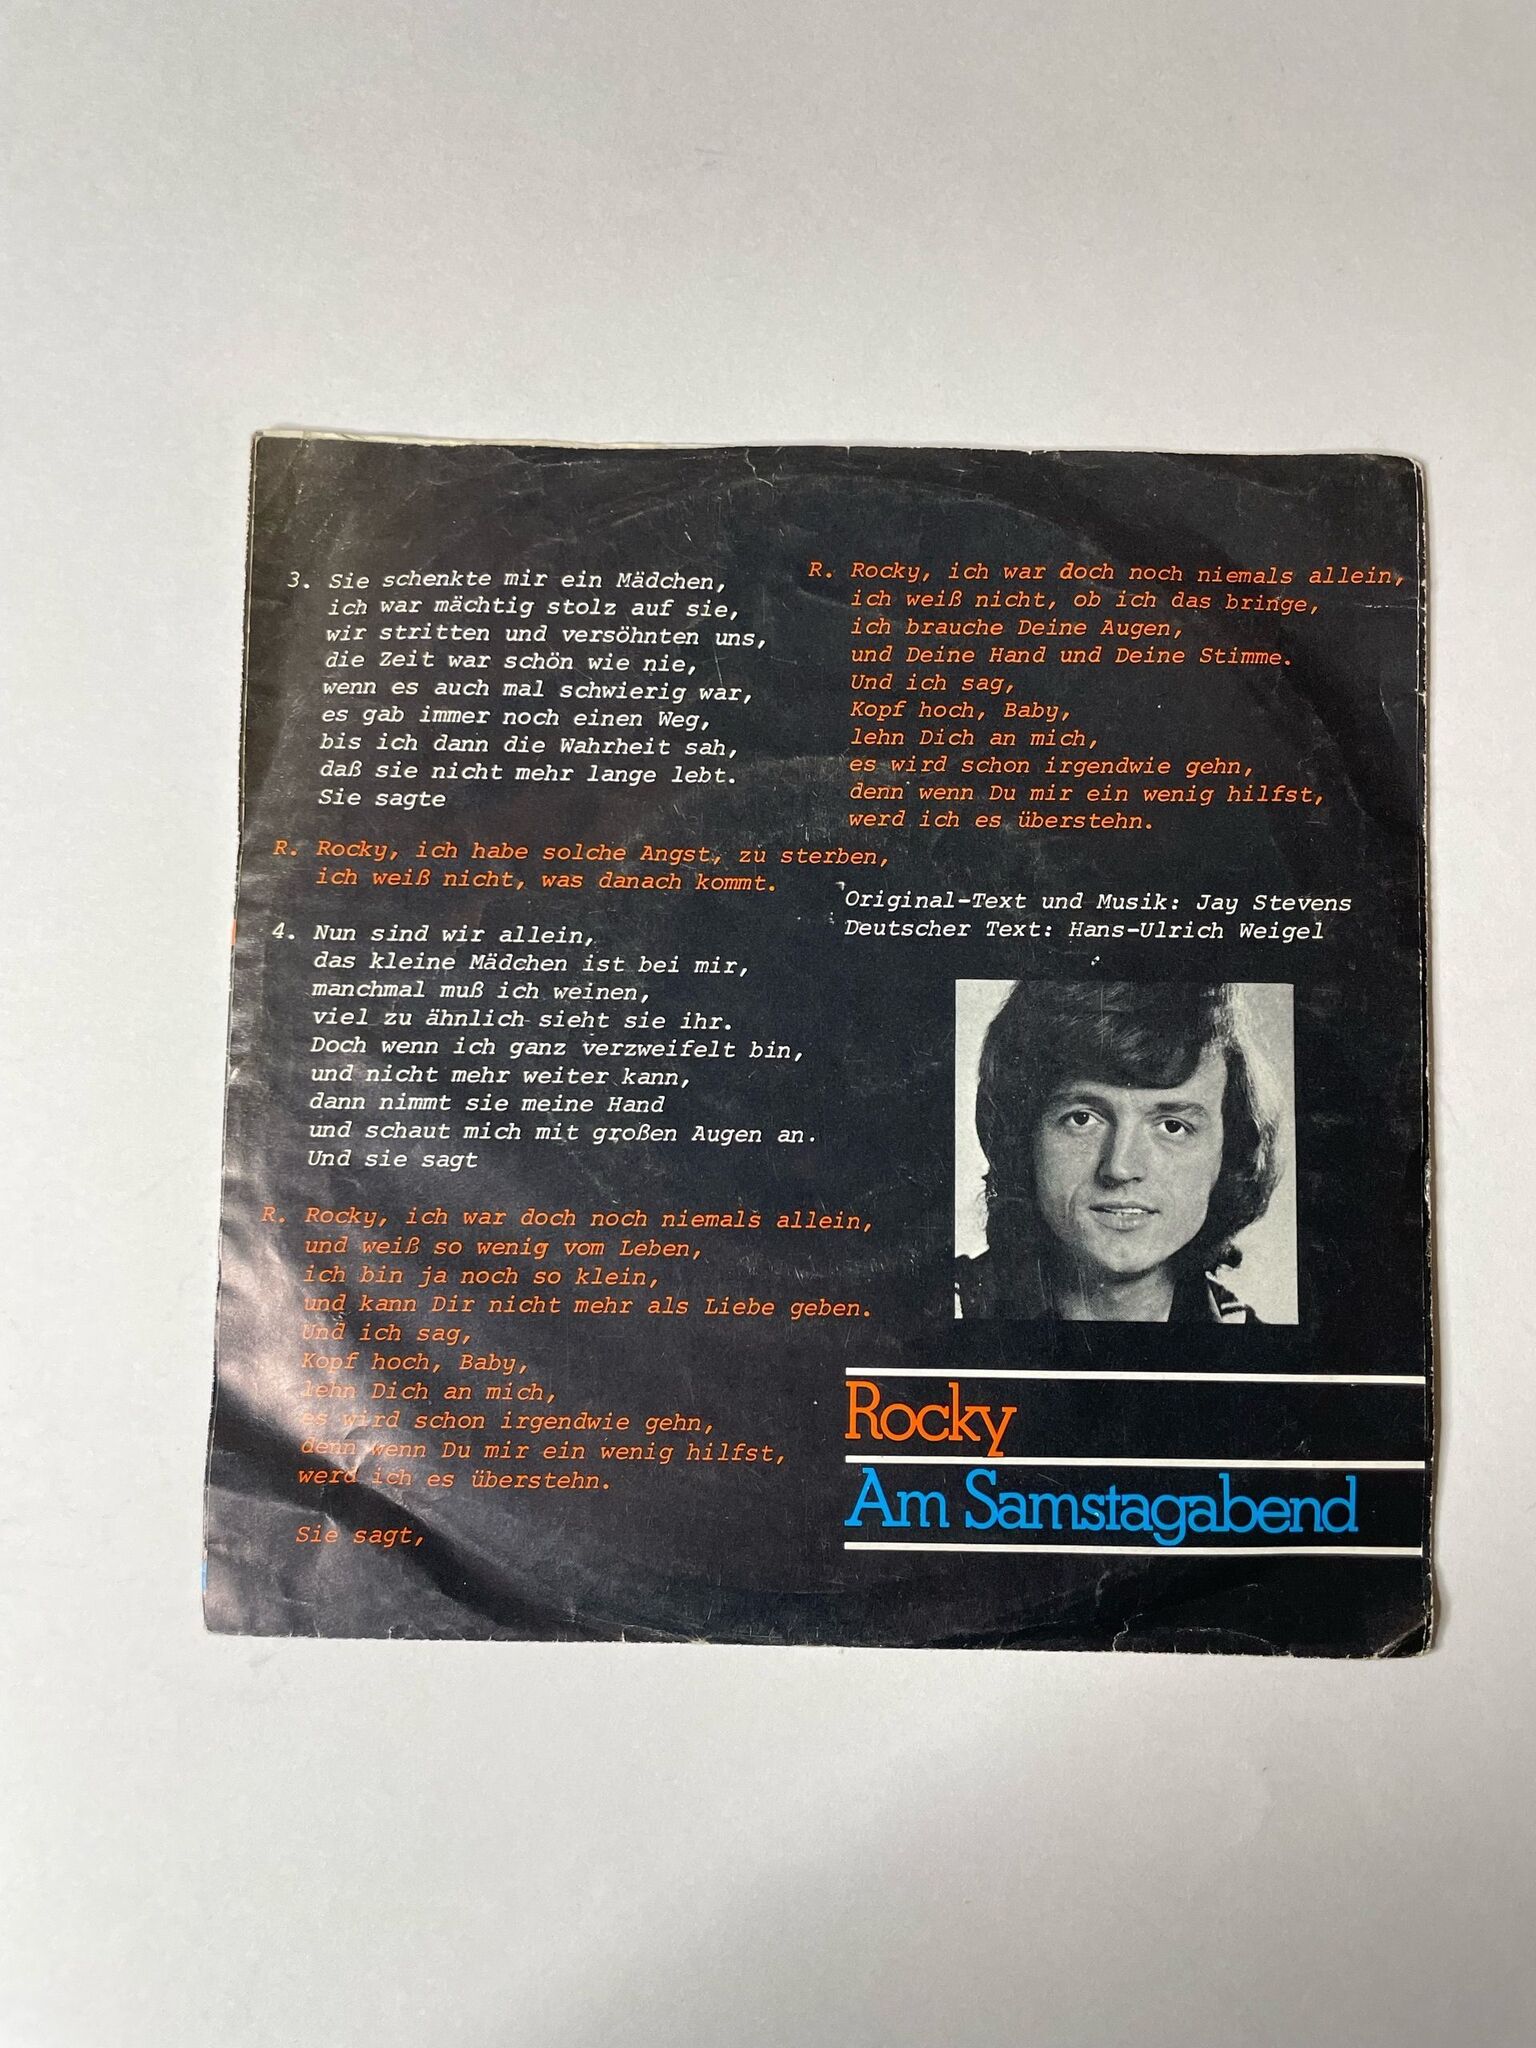 3. Sie schenkte mir ein Mädchen,
ich war mächtig stolz auf sie,
wir stritten und versöhnten uns,
die Zeit war schön wie nie,
wenn es auch mal schwierig war,
es gab immer noch einen Weg,
bis ich dann die Wahrheit sah,
daß sie nicht mehr lange lebt.
Sie sagte
R. Rocky, ich habe solche Angst, zu sterben,
ich weiß nicht, was danach kommt.
4. Nun sind wir allein,
das kleine Mädchen ist bei mir,
manchmal muß ich weinen,
viel zu ähnlich sieht sie ihr.
Doch wenn ich ganz verzweifelt bin,
und nicht mehr weiter kann,
dann nimmt sie meine Hand
und schaut mich mit großen Augen an.
Und sie sagt
R. Rocky, ich war doch noch niemals allein,
und weiß so wenig vom Leben,
ich bin ja noch so klein,
und kann Dir nicht mehr als Liebe geben.
Und ich sag,
Kopf hoch, Baby,
lehn Dich an mich,
es wird schon irgendwie gehn,
denn wenn Du mir ein wenig hilfst,
werd ich es überstehn.
Sie sagt,
R. Rocky, ich war doch noch niemals allein,
ich weiß nicht, ob ich das bringe,
ich brauche Deine Augen,
und Deine Hand und Deine Stimme.
Und ich sag,
Kopf hoch, Baby,
lehn Dich an mich,
es wird schon irgendwie gehn,
denn wenn Du mir ein wenig hilfst,
werd ich es überstehn.
Original-Text und Musik: Jay Stevens
Deutscher Text: Hans-Ulrich Weigel
Rocky
Am Samstagabend